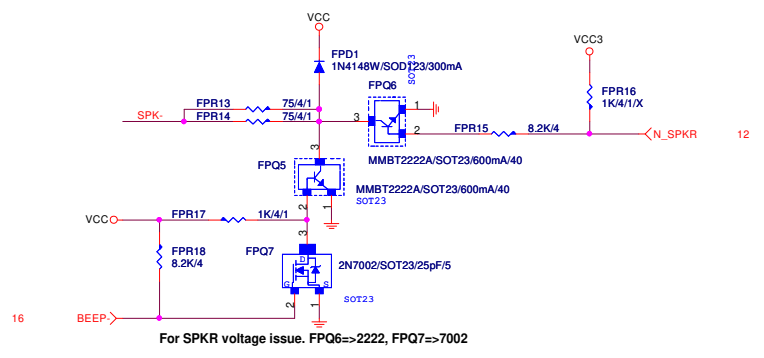 VCC
VCC3
FPD1
1N4148W/SOD123/300mA
SOT23
FPQ6
FPR16
1K/4/1/X
FPR13
75/4/1
1
SPK-
FPR14
75/4/1
3
2
FPR15
8.2K/4
N_SPKR
12
3
MMBT2222A/SOT23/600mA/40
FPQ5
MMBT2222A/SOT23/600mA/40
SOT23
2
1
VCC
FPR17
1K/4/1
3
FPR18
8.2K/4
FPQ7
D
2N7002/SOT23/25pF/5
G
S
SOT23
2
1
16
BEEP-
For SPKR voltage issue. FPQ6=>2222, FPQ7=>7002